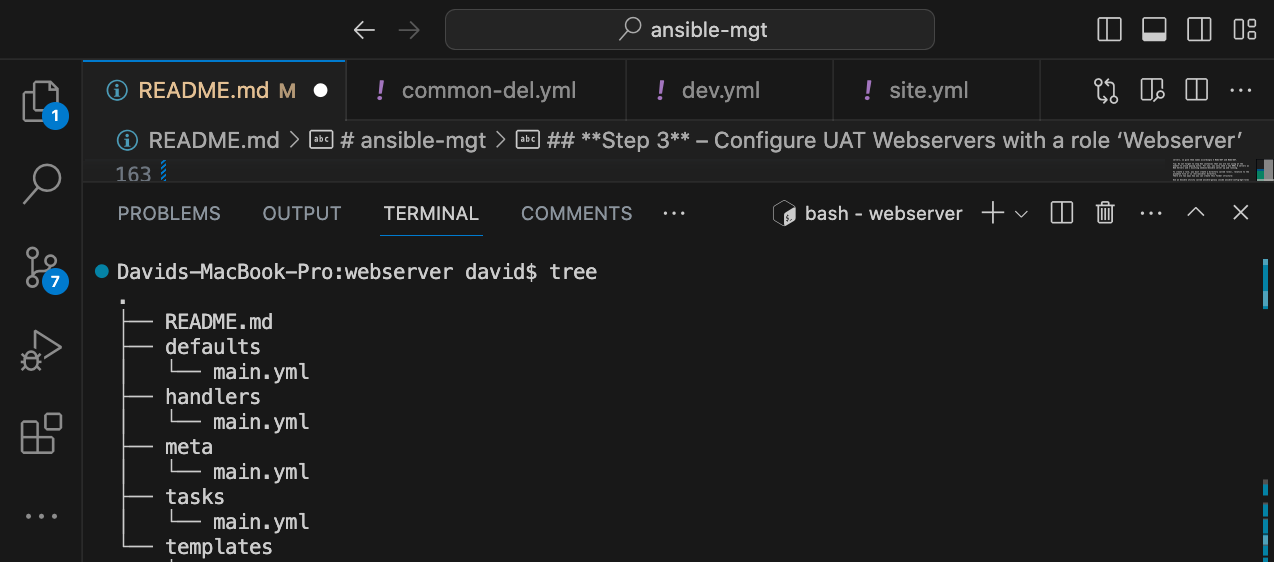 ansible-mgt
README.md M
common-del.yml
dev.yml
site.yml
1
README.md > # ansible-mgt > ## **Step 3** – Configure UAT Webservers with a role ‘Webserver’
163
PROBLEMS OUTPUT TERMINAL COMMENTS ··· bash - webserver
7
Davids-MacBook-Pro:webserver david$ tree
.
├── README.md
├── defaults
│   └── main.yml
├── handlers
│   └── main.yml
├── meta
│   └── main.yml
├── tasks
│   └── main.yml
└── templates